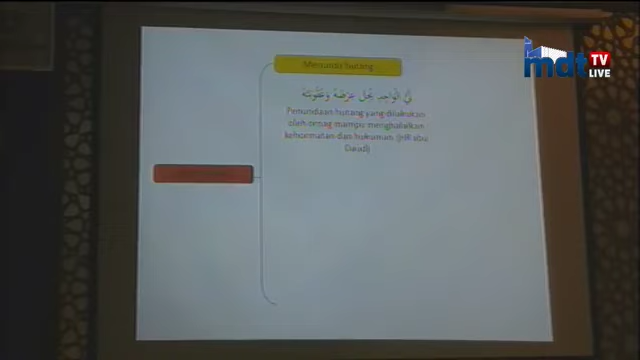 mdt TV
LIVE
Menunda hutang ...
لَيُّ الْوَاجِدِ يُحِلُّ عِرْضَهُ وَعُقُوبَتَهُ
Penundaan hutang yang dilakukan
oleh ornag mampu menghalalkan
kehormatan dan hukuman. (HR abu
Daud)